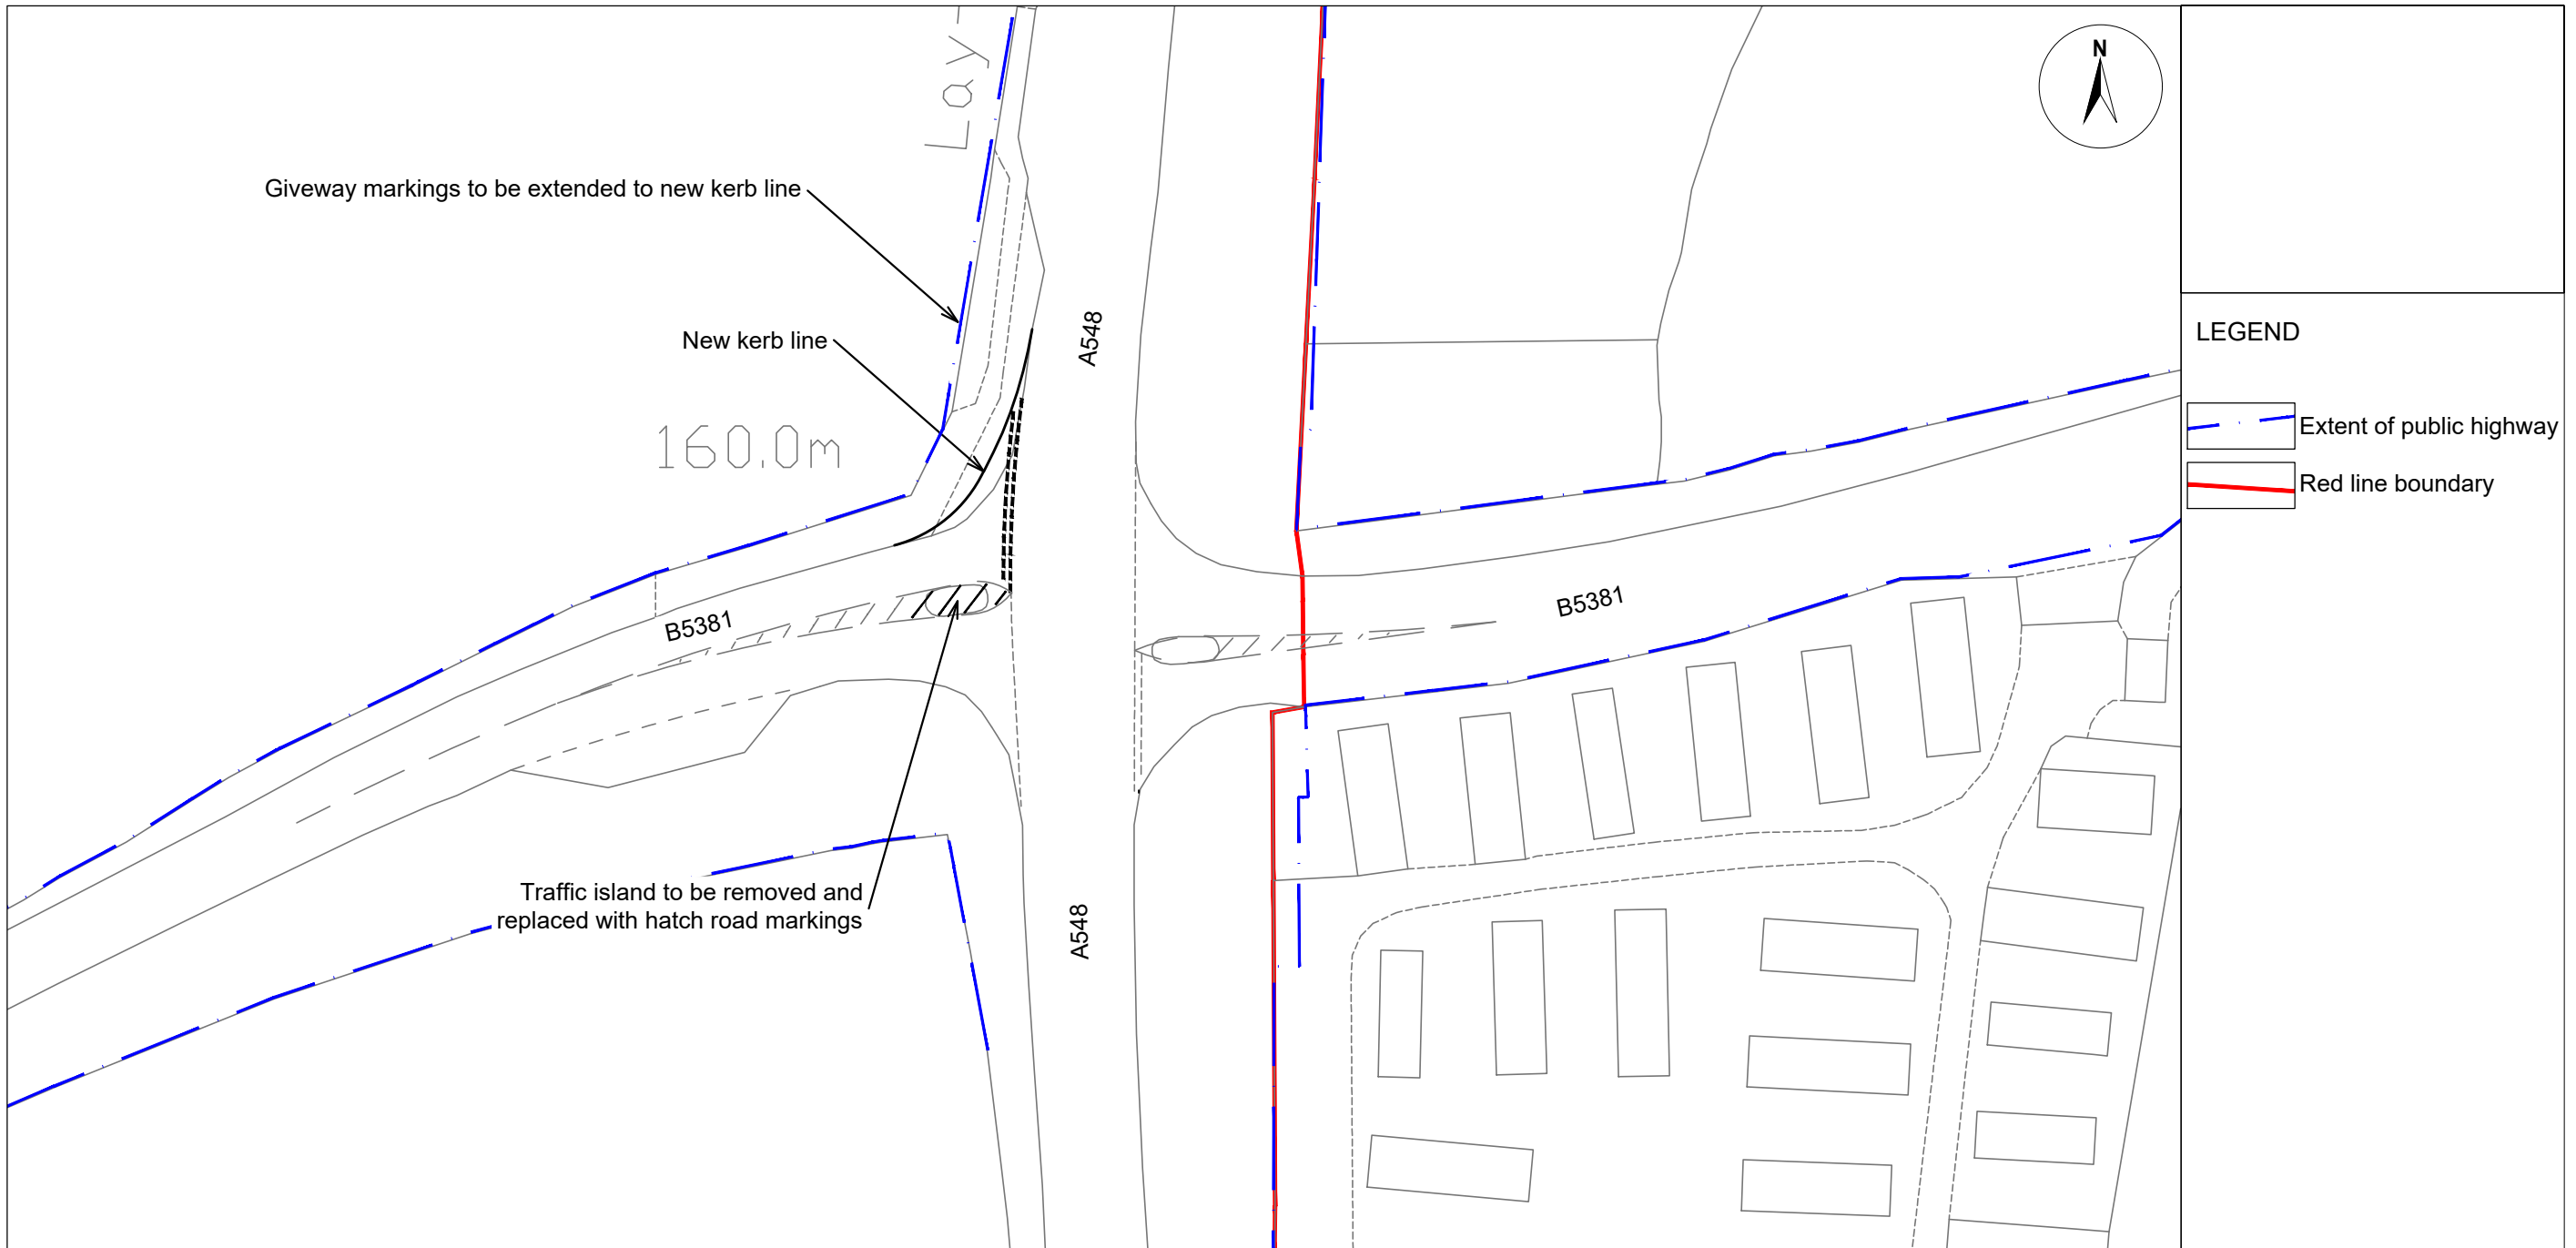 Lay
N
Giveway markings to be extended to new kerb line
New kerb line
A548
160.0m
B5381
B5381
Traffic island to be removed and
replaced with hatch road markings
A548
LEGEND
Extent of public highway
Red line boundary